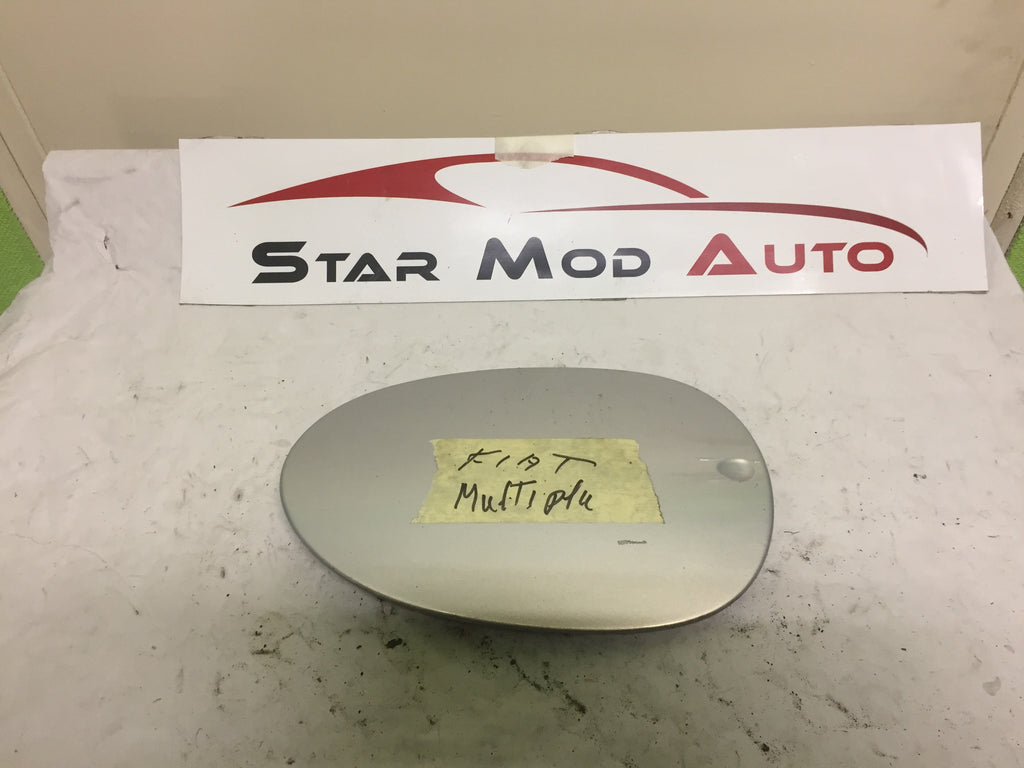 STAR MOD AUTO
FIAT
Multipla